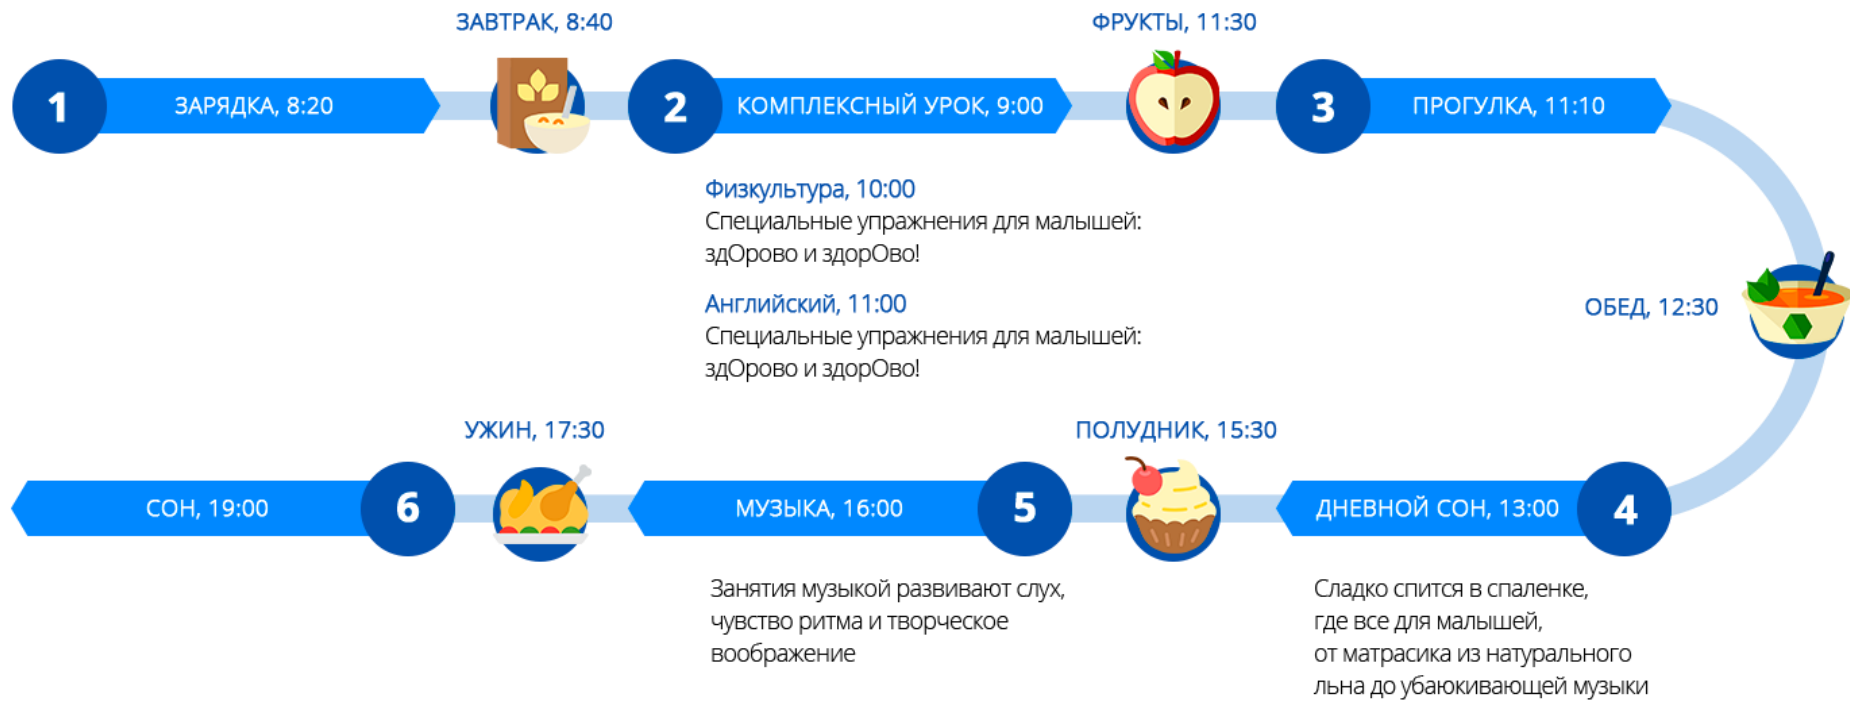 ЗАВТРАК, 8:40
ФРУКТЫ, 11:30
1
ЗАРЯДКА, 8:20
2
КОМПЛЕКСНЫЙ УРОК, 9:00
3
ПРОГУЛКА, 11:10
Физкультура, 10:00
Специальные упражнения для малышей:
здОрово и здорОво!
Английский, 11:00
Специальные упражнения для малышей:
здОрово и здорОво!
ОБЕД, 12:30
УЖИН, 17:30
ПОЛУДНИК, 15:30
СОН, 19:00
6
МУЗЫКА, 16:00
5
ДНЕВНОЙ СОН, 13:00
4
Занятия музыкой развивают слух,
чувство ритма и творческое
воображение
Сладко спится в спаленке,
где все для малышей,
от матрасика из натурального
льна до убаюкивающей музыки